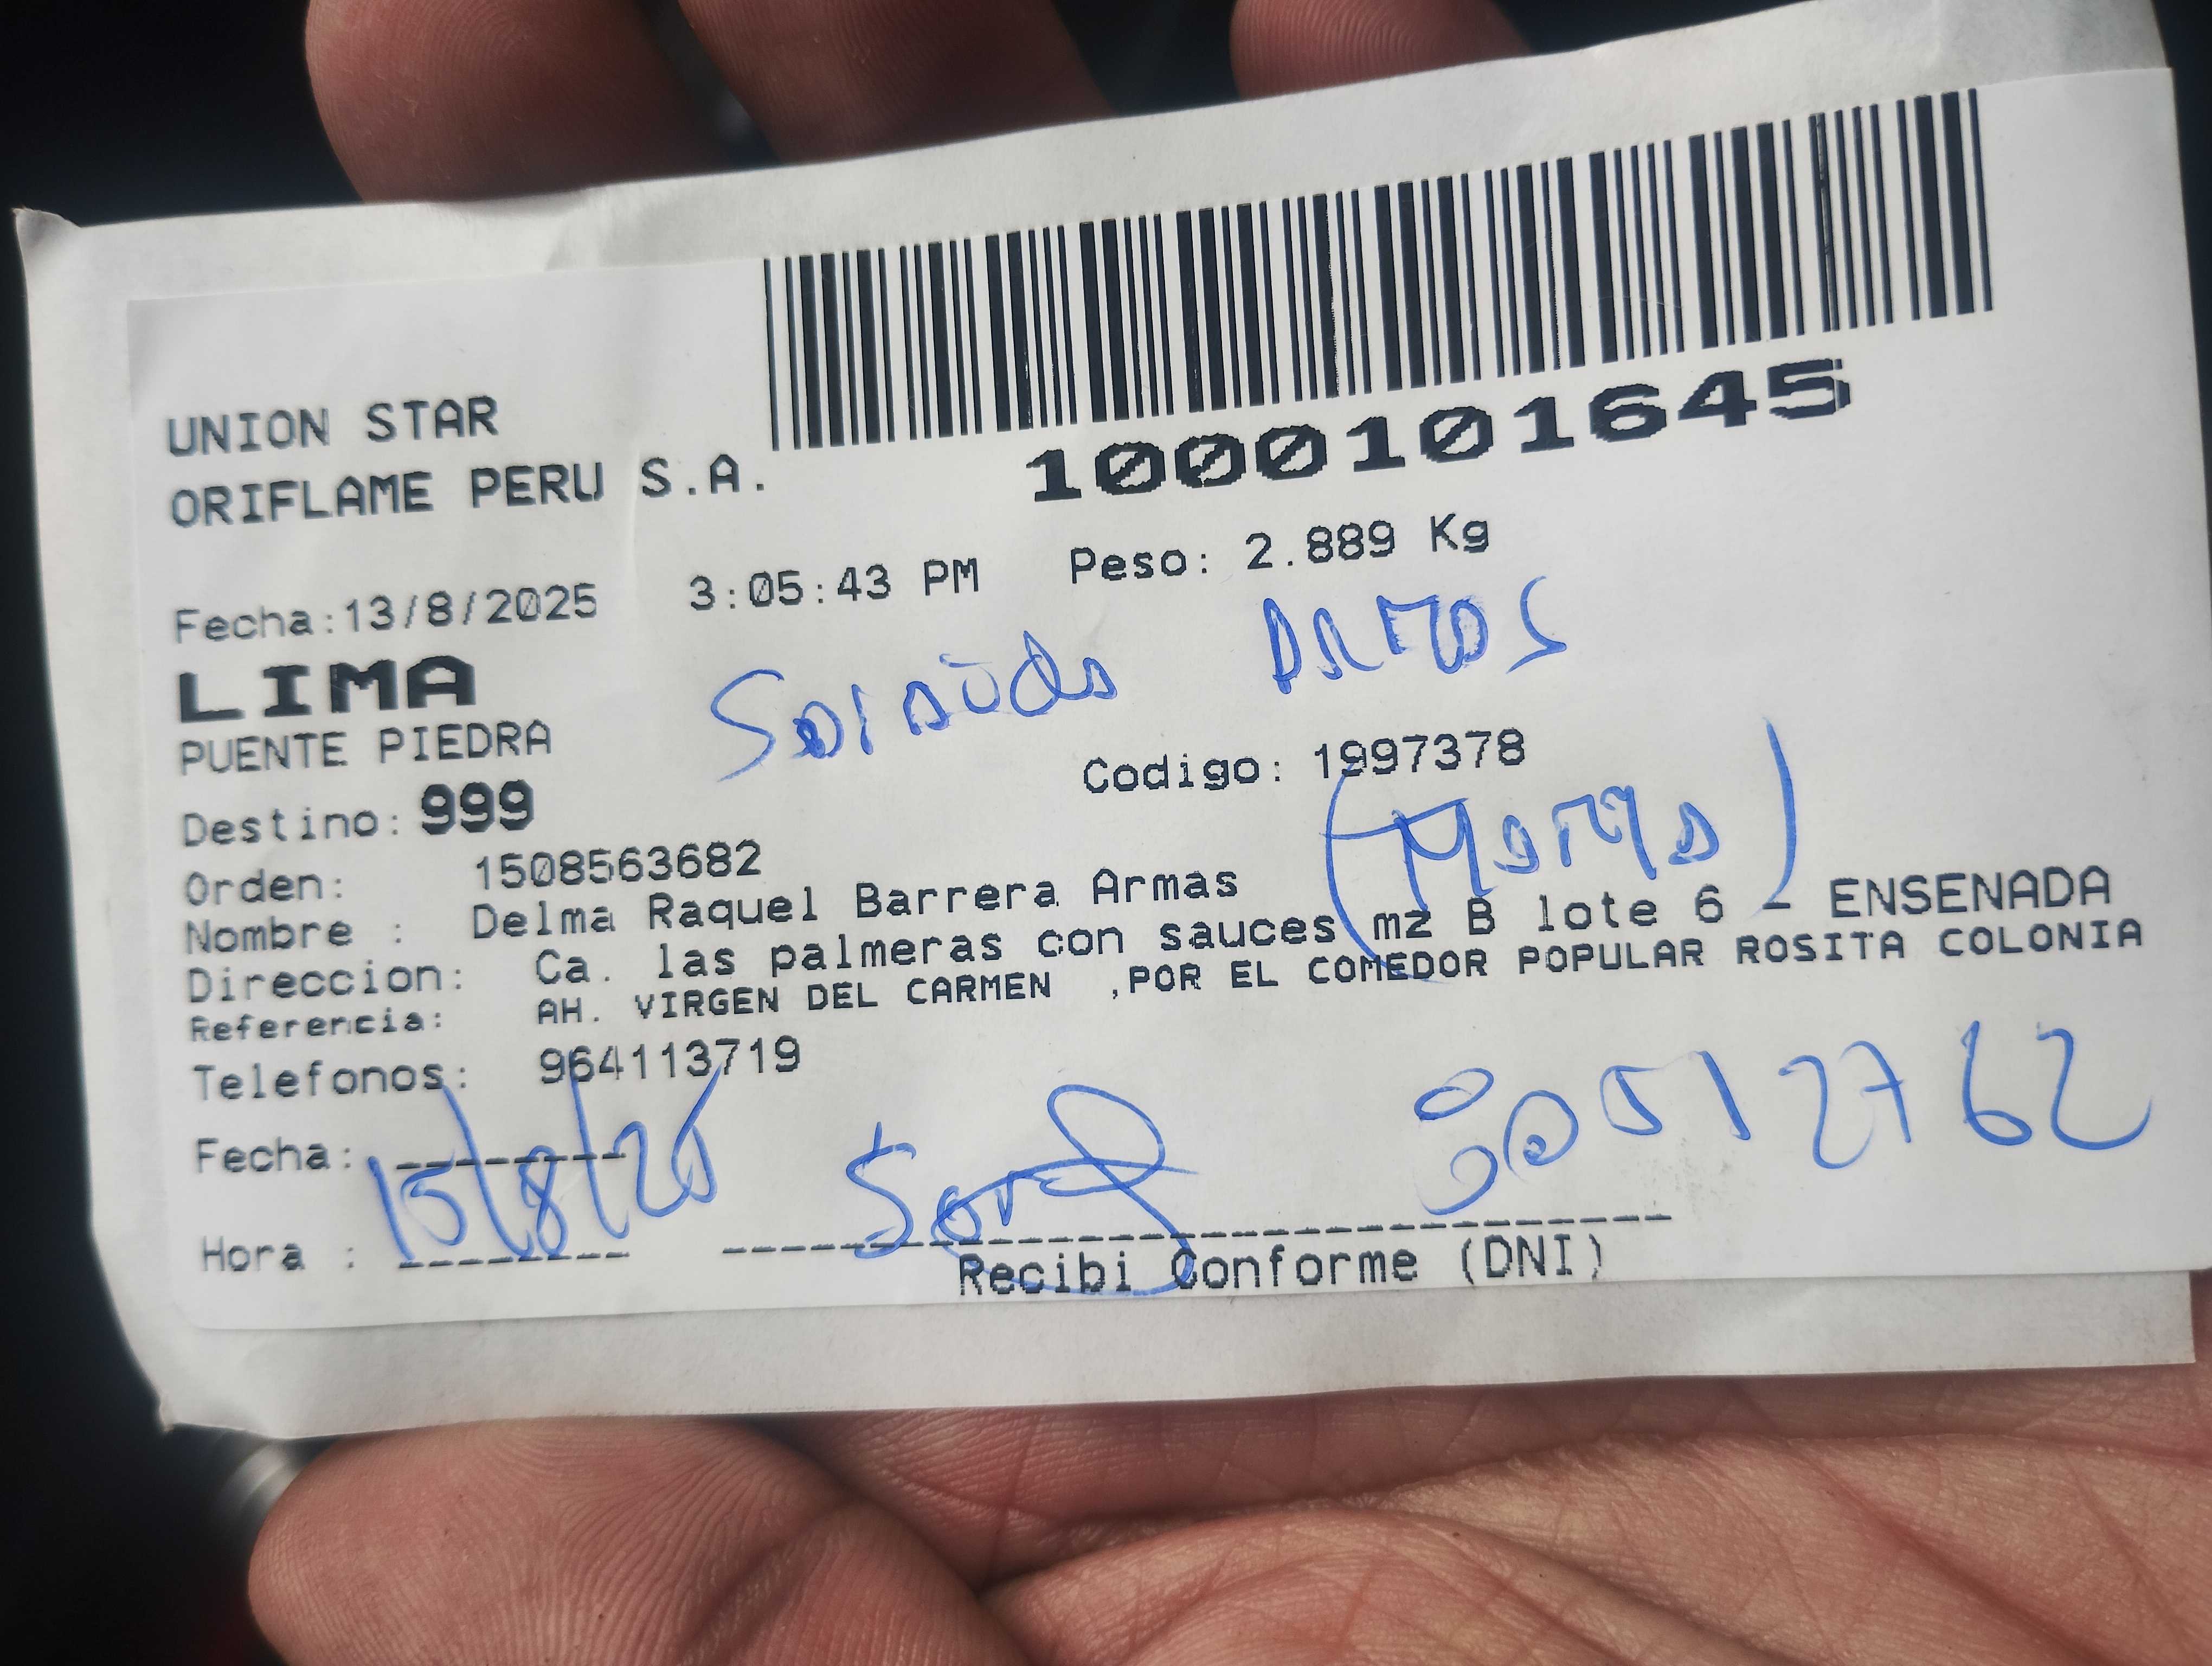 UNION STAR
ORIFLAME PERU S.A.
1000101645
Fecha:13/8/2025 3:05:43 PM Peso: 2.889 Kg
LIMA
ARMAS
PUENTE PIEDRA
Codigo: 1997378
Destino: 999
Orden: 1508563682
Nombre : Delma Raquel Barrera Armas
Direccion: Ca. las palmeras con sauces mz B lote 6 - ENSENADA
Referencia: AH. VIRGEN DEL CARMEN ,POR EL COMEDOR POPULAR ROSITA COLONIA
Telefonos: 964113719
Fecha: 15/8/25
Hora :
Recibi Conforme (DNI)